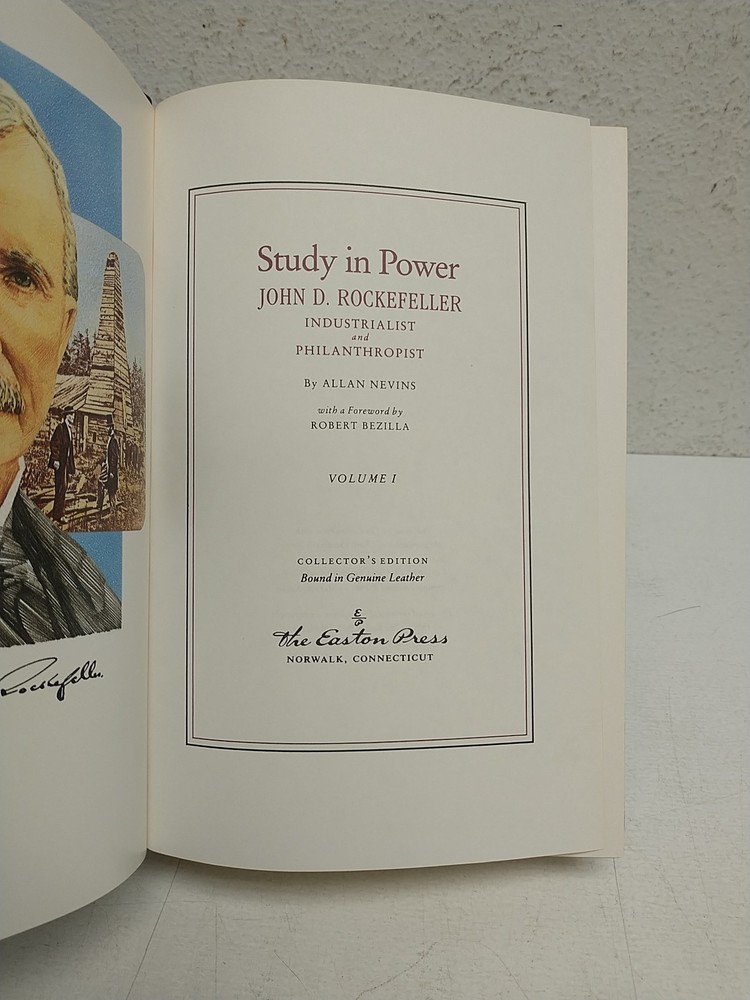 Study in Power
JOHN D. ROCKEFELLER
INDUSTRIALIST
and
PHILANTHROPIST
By ALLAN NEVINS
with a Foreword by
ROBERT BEZILLA
VOLUME I
COLLECTOR'S EDITION
Bound in Genuine Leather
The Easton Press
NORWALK, CONNECTICUT
Rockefeller.